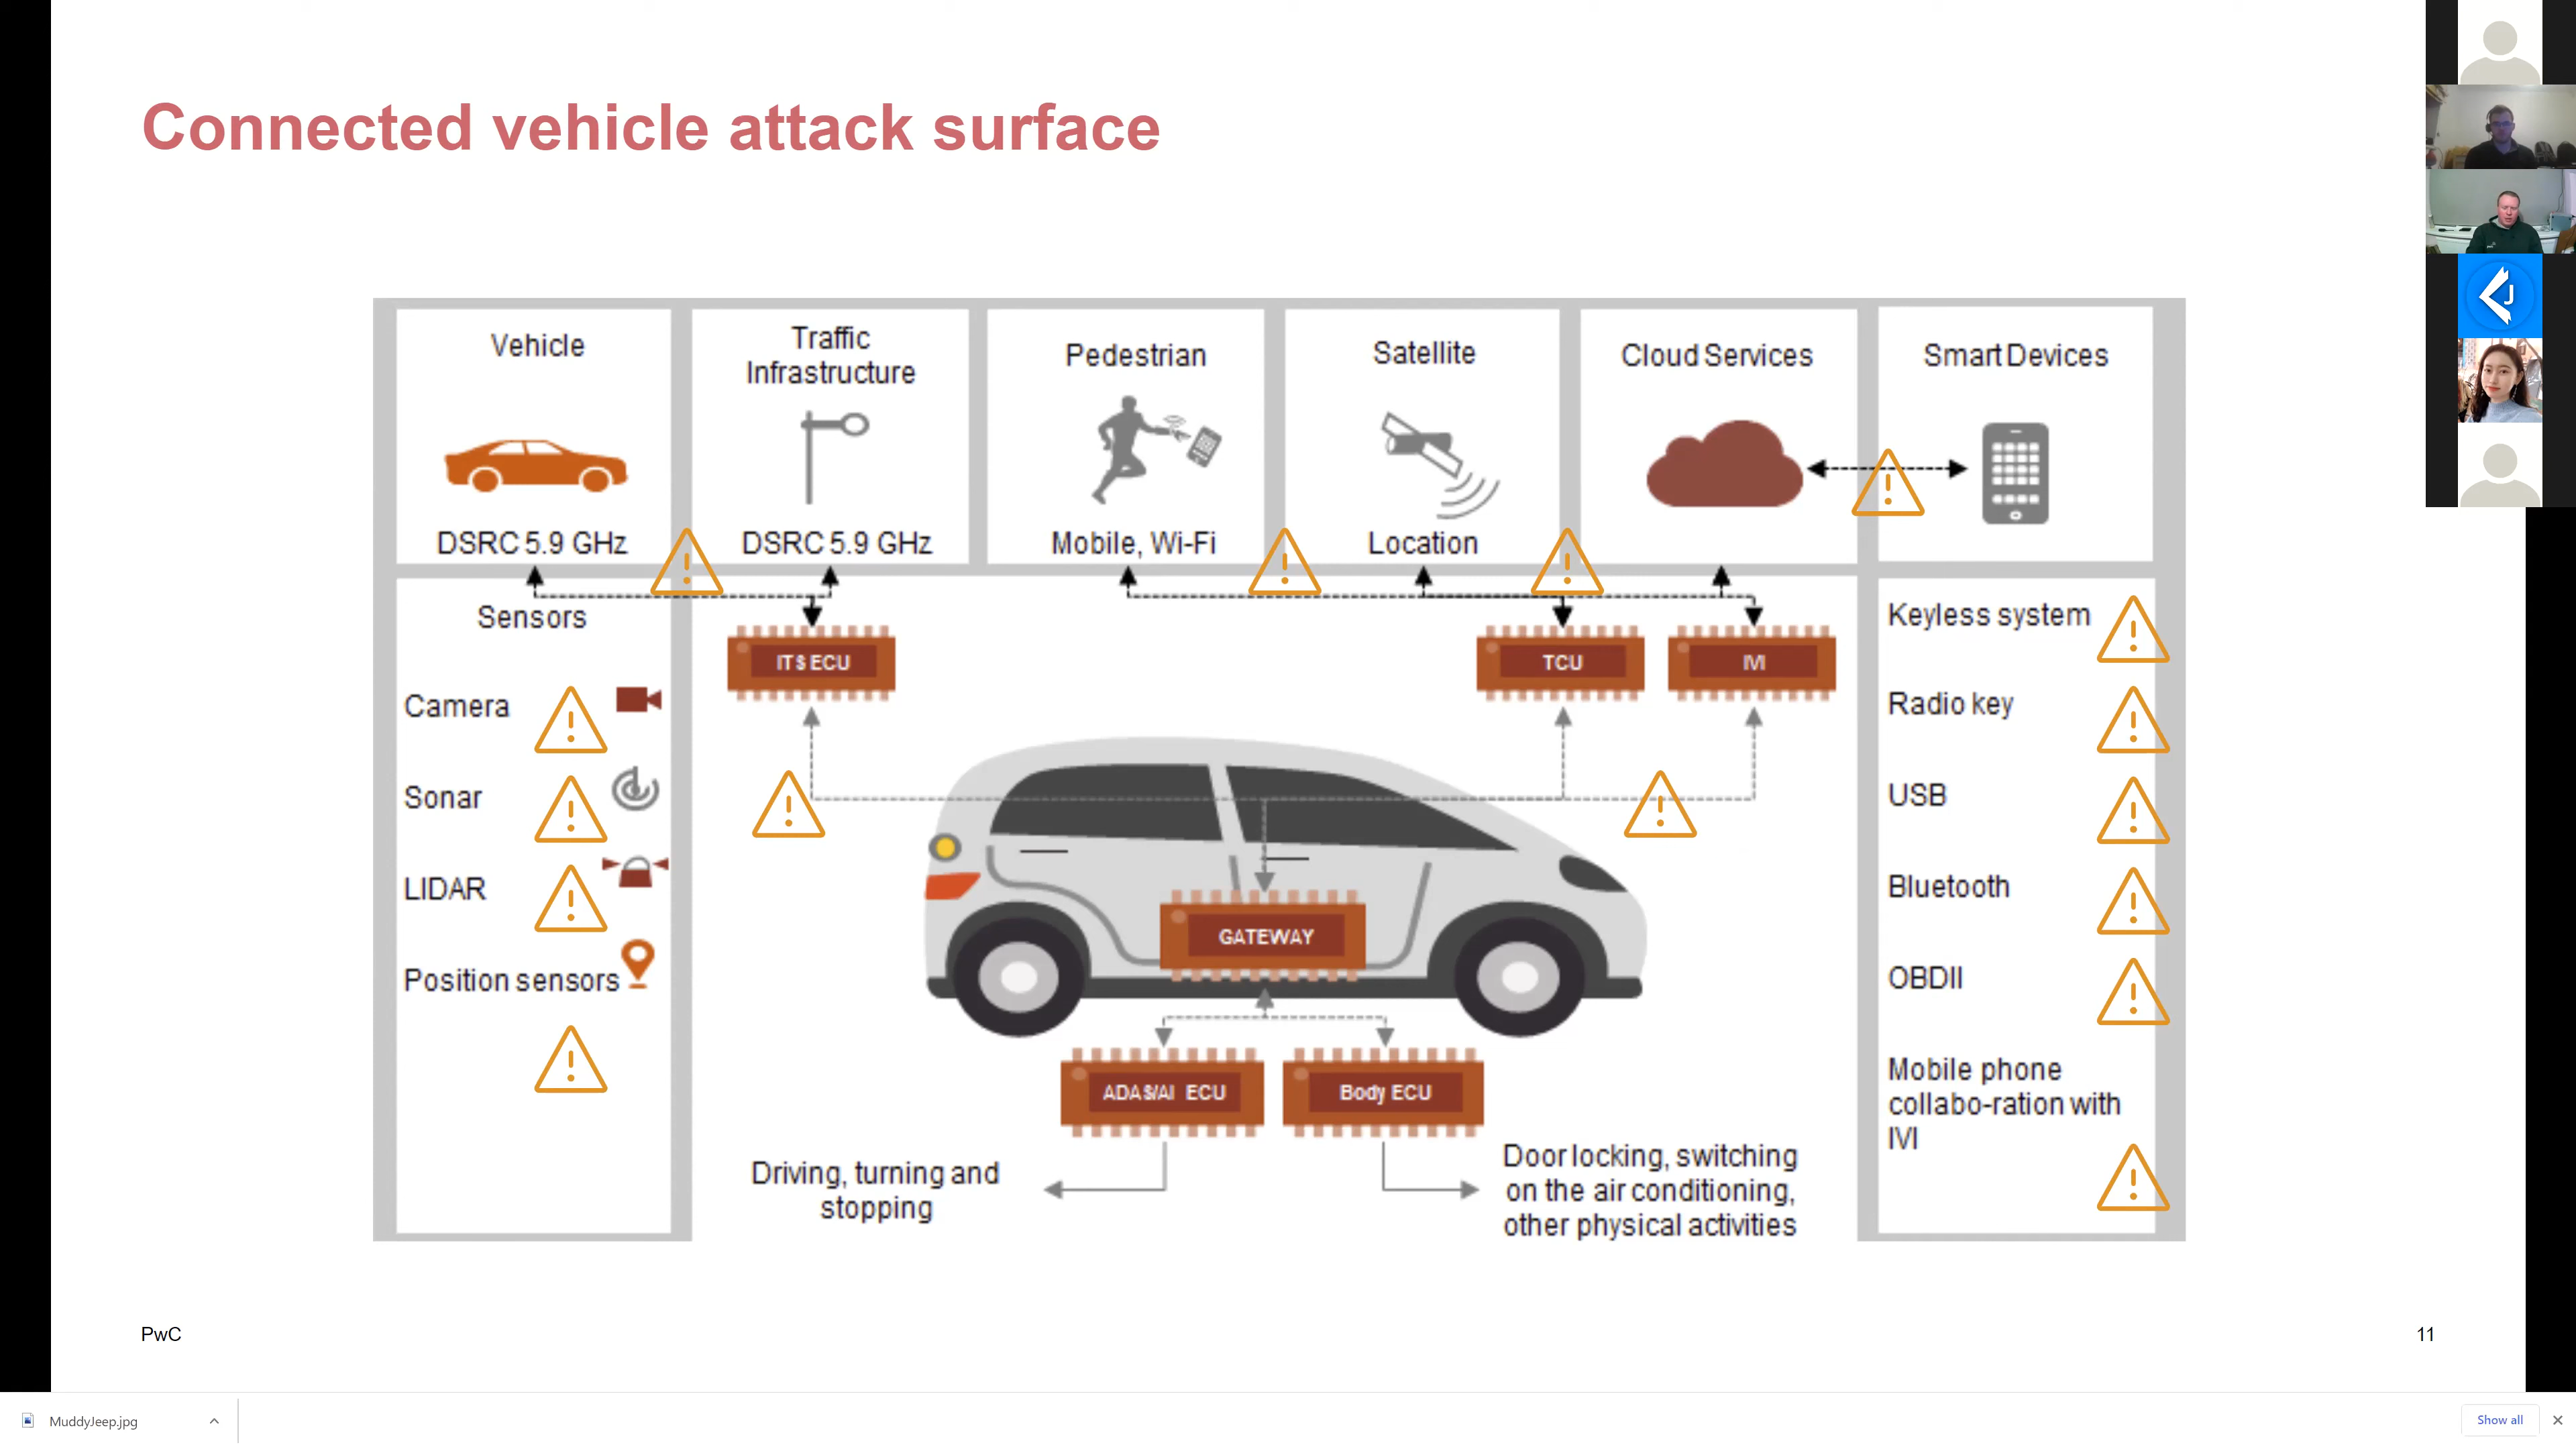 Connected vehicle attack surface
Vehicle
Traffic
Infrastructure
Pedestrian
Satellite
Cloud Services
Smart Devices
DSRC 5.9 GHz
DSRC 5.9 GHz
Mobile, Wi-Fi
Location
Sensors
Camera
Sonar
LIDAR
Position sensors
ITS ECU
TCU
IVI
GATEWAY
ADAS/AI ECU
Body ECU
Driving, turning and
stopping
Door locking, switching
on the air conditioning,
other physical activities
Keyless system
Radio key
USB
Bluetooth
OBDII
Mobile phone
collabo-ration with
IVI
PwC
11
J
MuddyJeep.jpg
Show all